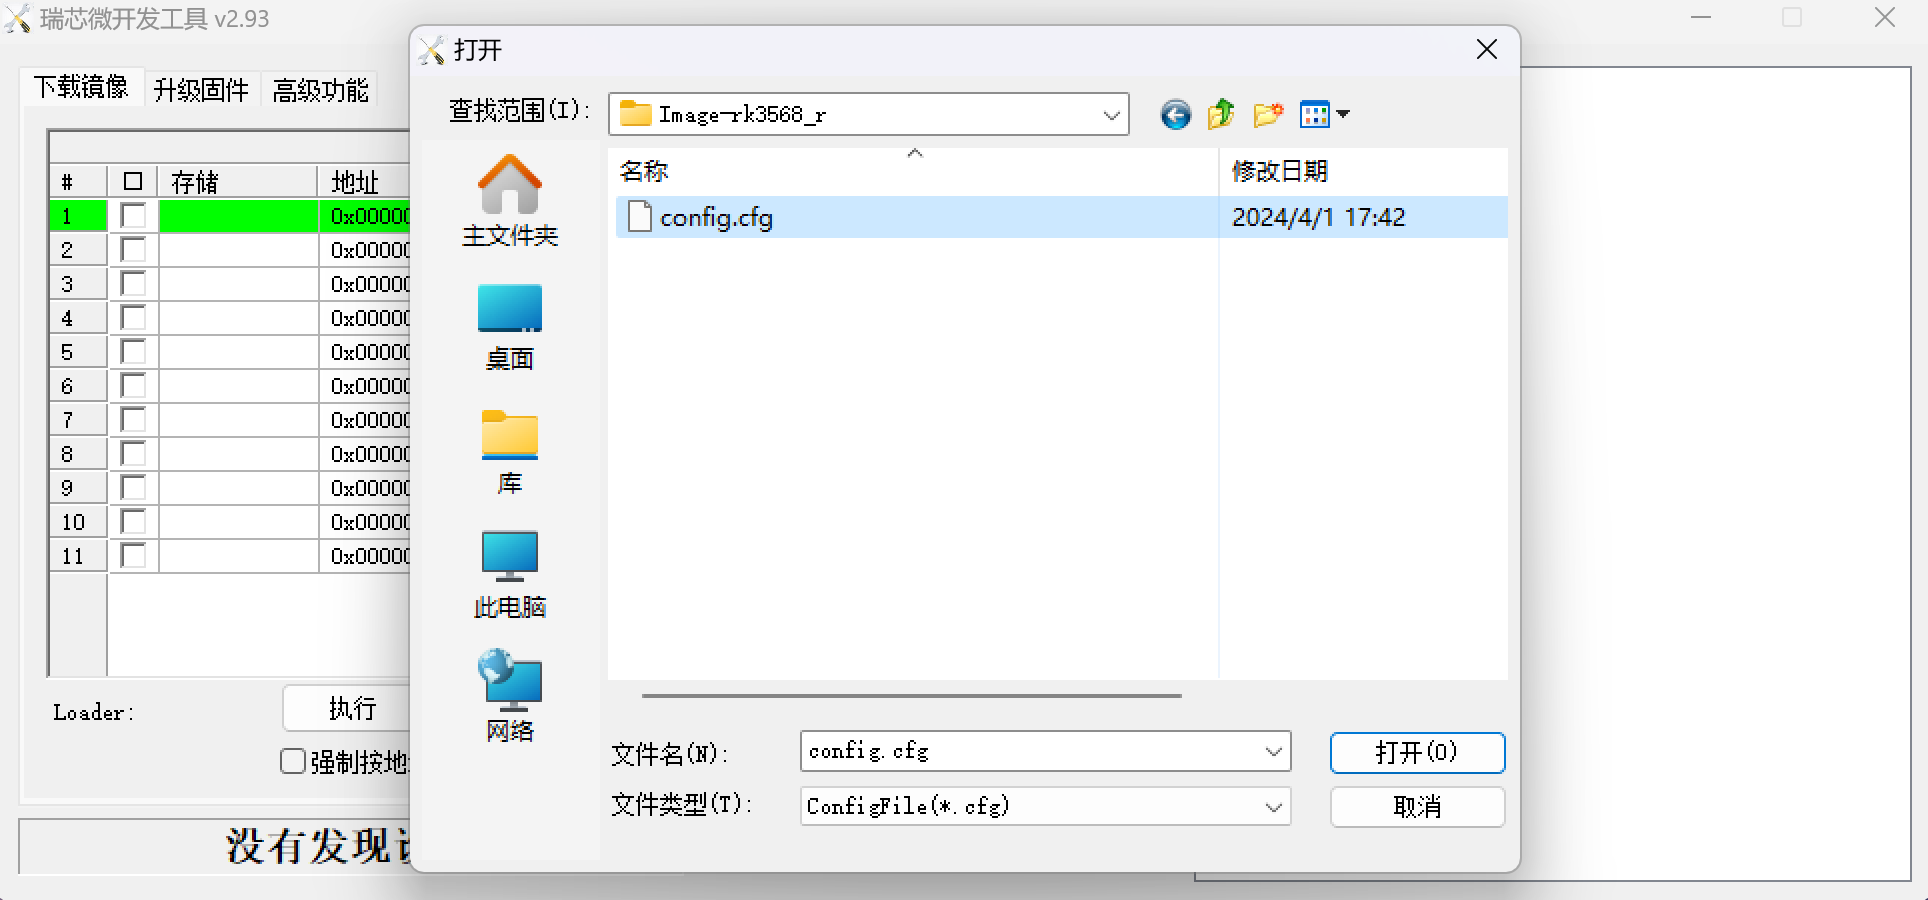 瑞芯微开发工具 v2.93
打开
下载镜像
升级固件
高级功能
查找范围(I):
Image-rk3568_r
名称
修改日期
config.cfg
2024/4/1 17:42
主文件夹
桌面
库
此电脑
网络
# 存储 地址
1 0x00000
2 0x00000
3 0x00000
4 0x00000
5 0x00000
6 0x00000
7 0x00000
8 0x00000
9 0x00000
10 0x00000
11 0x00000
Loader:
执行
强制按地
文件名(N):
config.cfg
打开(O)
文件类型(T):
ConfigFile(*.cfg)
取消
没有发现